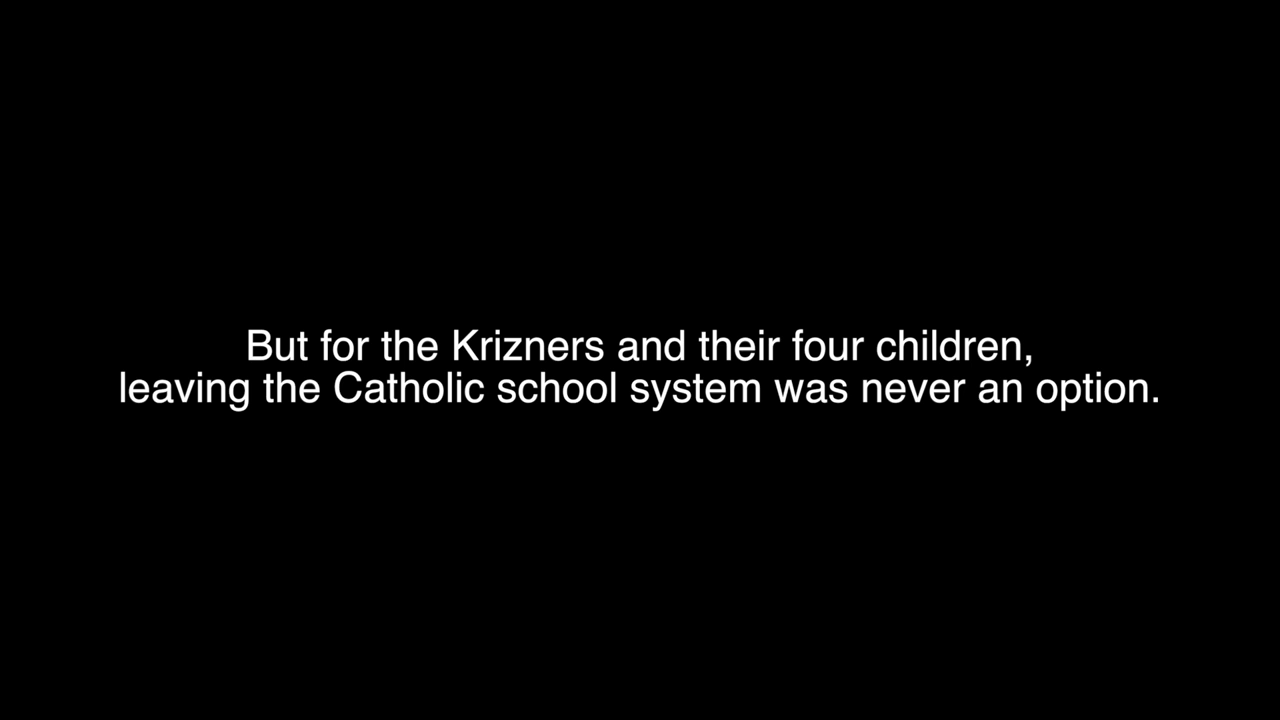 But for the Krizners and their four children,
leaving the Catholic school system was never an option.